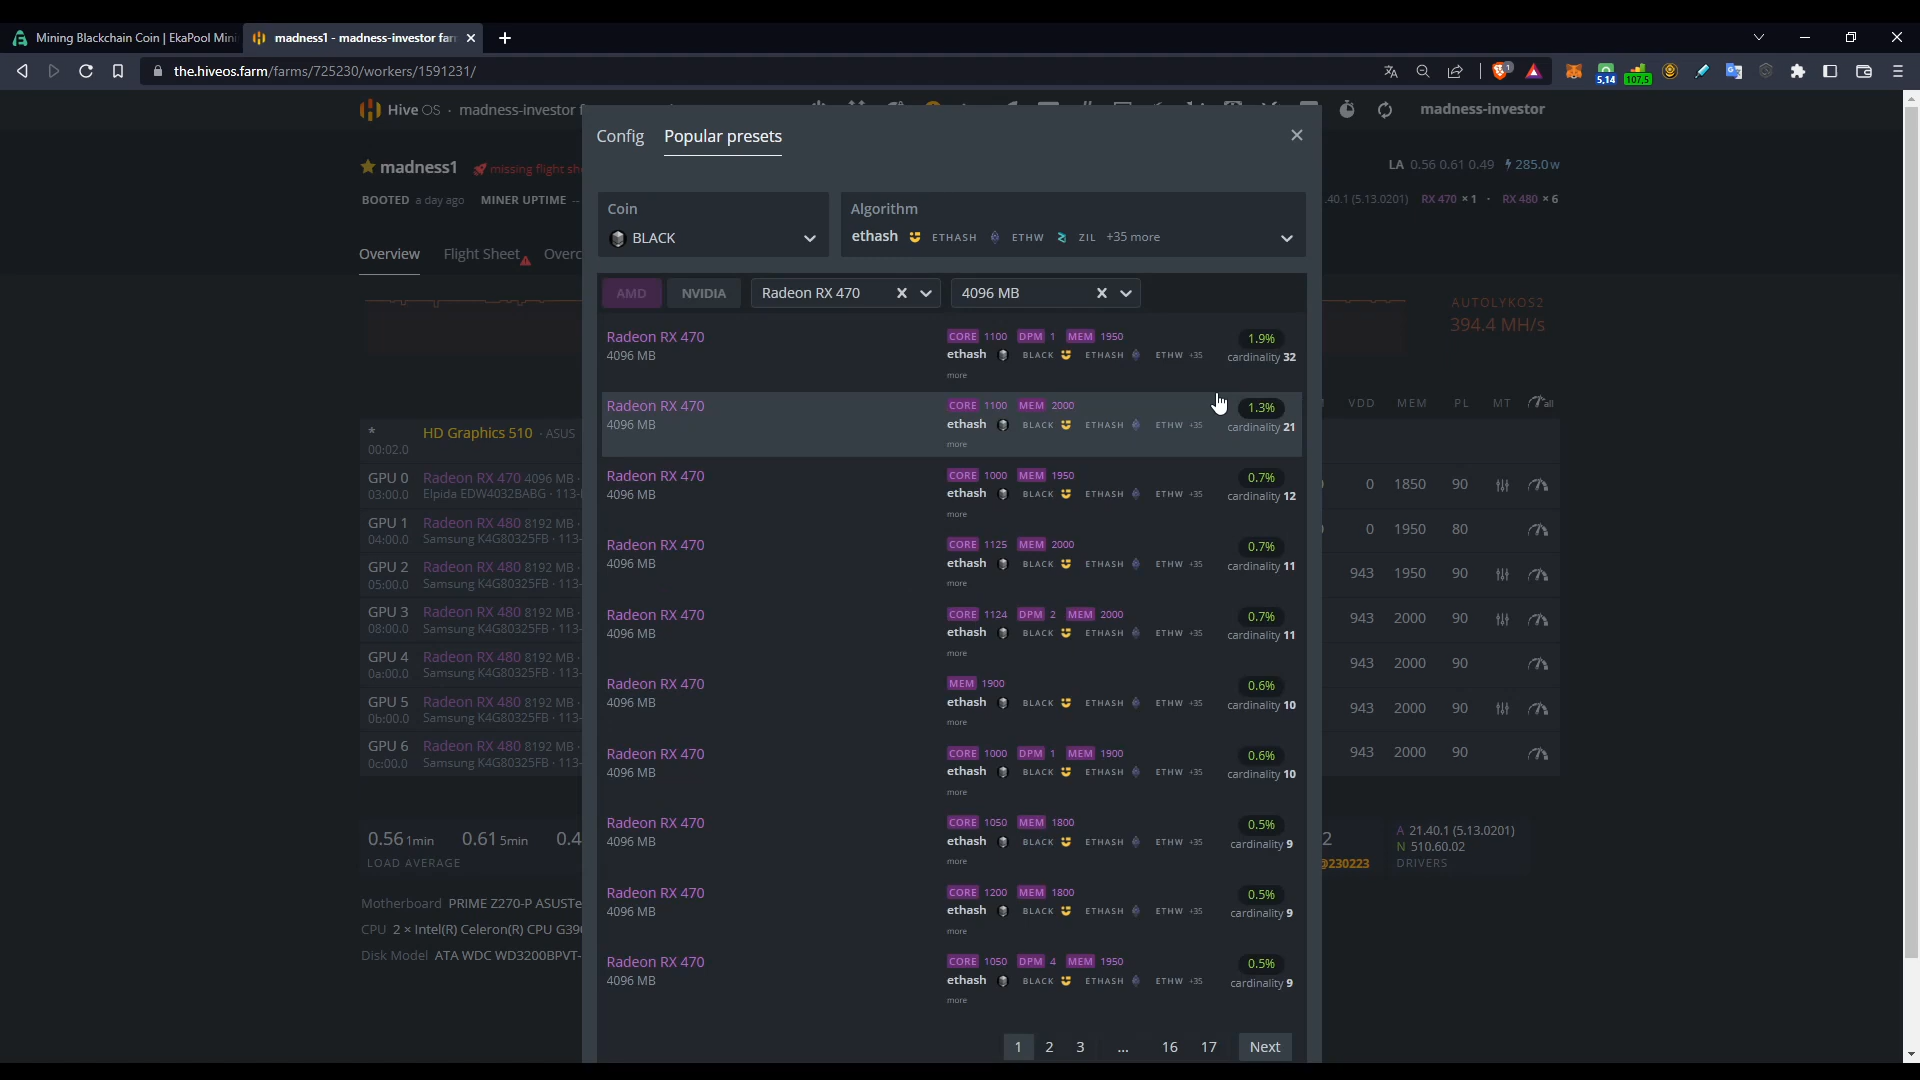 Mining Blockchain Coin | EkaPool Mini
madness1 - madness-investor farm
the.hiveos.farm/farms/725230/workers/1591231/
1
5,14
107,5
Hive OS · madness-investor f
madness-investor
Config
Popular presets
madness1
missing flight sh
LA 0.56 0.61 0.49
285.0w
BOOTED a day ago
MINER UPTIME --
.40.1 (5.13.0201)
RX 470 ×1 · RX 480 ×6
Coin
BLACK
Algorithm
ethash ETHASH ETHW ZIL +35 more
Overview
Flight Sheet
Overc
AMD
NVIDIA
Radeon RX 470
4096 MB
AUTOLYKOS2
394.4 MH/s
Radeon RX 470
4096 MB
CORE 1100 DPM 1 MEM 1950
ethash BLACK ETHASH ETHW +35
more
1.9%
cardinality 32
Radeon RX 470
4096 MB
CORE 1100 MEM 2000
ethash BLACK ETHASH ETHW +35
more
1.3%
cardinality 21
Radeon RX 470
4096 MB
CORE 1000 MEM 1950
ethash BLACK ETHASH ETHW +35
more
0.7%
cardinality 12
Radeon RX 470
4096 MB
CORE 1125 MEM 2000
ethash BLACK ETHASH ETHW +35
more
0.7%
cardinality 11
Radeon RX 470
4096 MB
CORE 1124 DPM 2 MEM 2000
ethash BLACK ETHASH ETHW +35
more
0.7%
cardinality 11
Radeon RX 470
4096 MB
MEM 1900
ethash BLACK ETHASH ETHW +35
more
0.6%
cardinality 10
Radeon RX 470
4096 MB
CORE 1000 DPM 1 MEM 1900
ethash BLACK ETHASH ETHW +35
more
0.6%
cardinality 10
Radeon RX 470
4096 MB
CORE 1050 MEM 1800
ethash BLACK ETHASH ETHW +35
more
0.5%
cardinality 9
Radeon RX 470
4096 MB
CORE 1200 MEM 1800
ethash BLACK ETHASH ETHW +35
more
0.5%
cardinality 9
Radeon RX 470
4096 MB
CORE 1050 DPM 4 MEM 1950
ethash BLACK ETHASH ETHW +35
more
0.5%
cardinality 9
1 2 3 ... 16 17 Next
* HD Graphics 510 - ASUS
00:02.0
GPU 0 Radeon RX 470 4096 MB ·
03:00.0 Elpida EDW4032BABG · 113-
GPU 1 Radeon RX 480 8192 MB ·
04:00.0 Samsung K4G80325FB · 113-
GPU 2 Radeon RX 480 8192 MB ·
05:00.0 Samsung K4G80325FB · 113-
GPU 3 Radeon RX 480 8192 MB ·
08:00.0 Samsung K4G80325FB · 113-
GPU 4 Radeon RX 480 8192 MB ·
0a:00.0 Samsung K4G80325FB · 113-
GPU 5 Radeon RX 480 8192 MB ·
0b:00.0 Samsung K4G80325FB · 113-
GPU 6 Radeon RX 480 8192 MB ·
0c:00.0 Samsung K4G80325FB · 113-
VDD MEM PL MT all
0 1850 90
0 1950 80
943 1950 90
943 2000 90
943 2000 90
943 2000 90
943 2000 90
0.56 1min 0.61 5min 0.4
LOAD AVERAGE
2
@230223
A 21.40.1 (5.13.0201)
N 510.60.02
DRIVERS
Motherboard PRIME Z270-P ASUSTe
CPU 2 × Intel(R) Celeron(R) CPU G39
Disk Model ATA WDC WD3200BPVT-